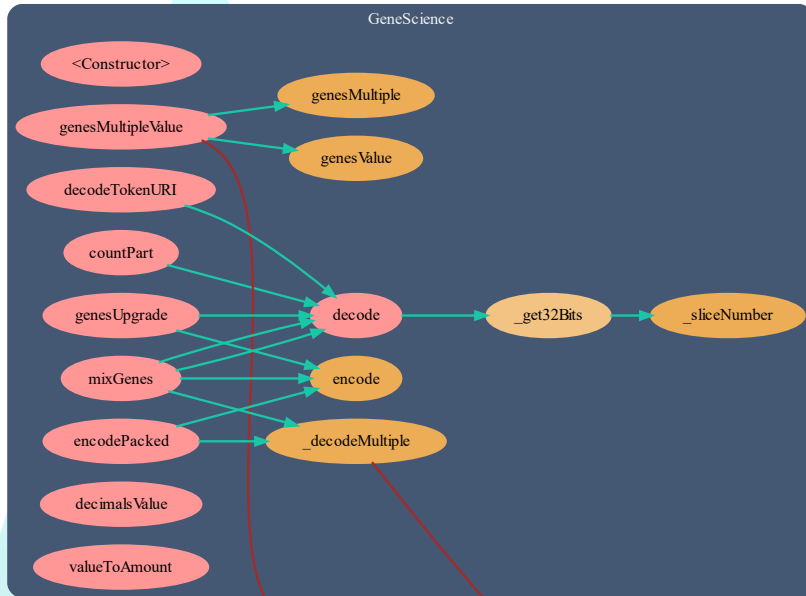 GeneScience
<Constructor>
genesMultiple
genesMultipleValue
genesValue
decodeTokenURI
countPart
genesUpgrade
decode
_get32Bits
_sliceNumber
mixGenes
encode
encodePacked
_decodeMultiple
decimalsValue
valueToAmount